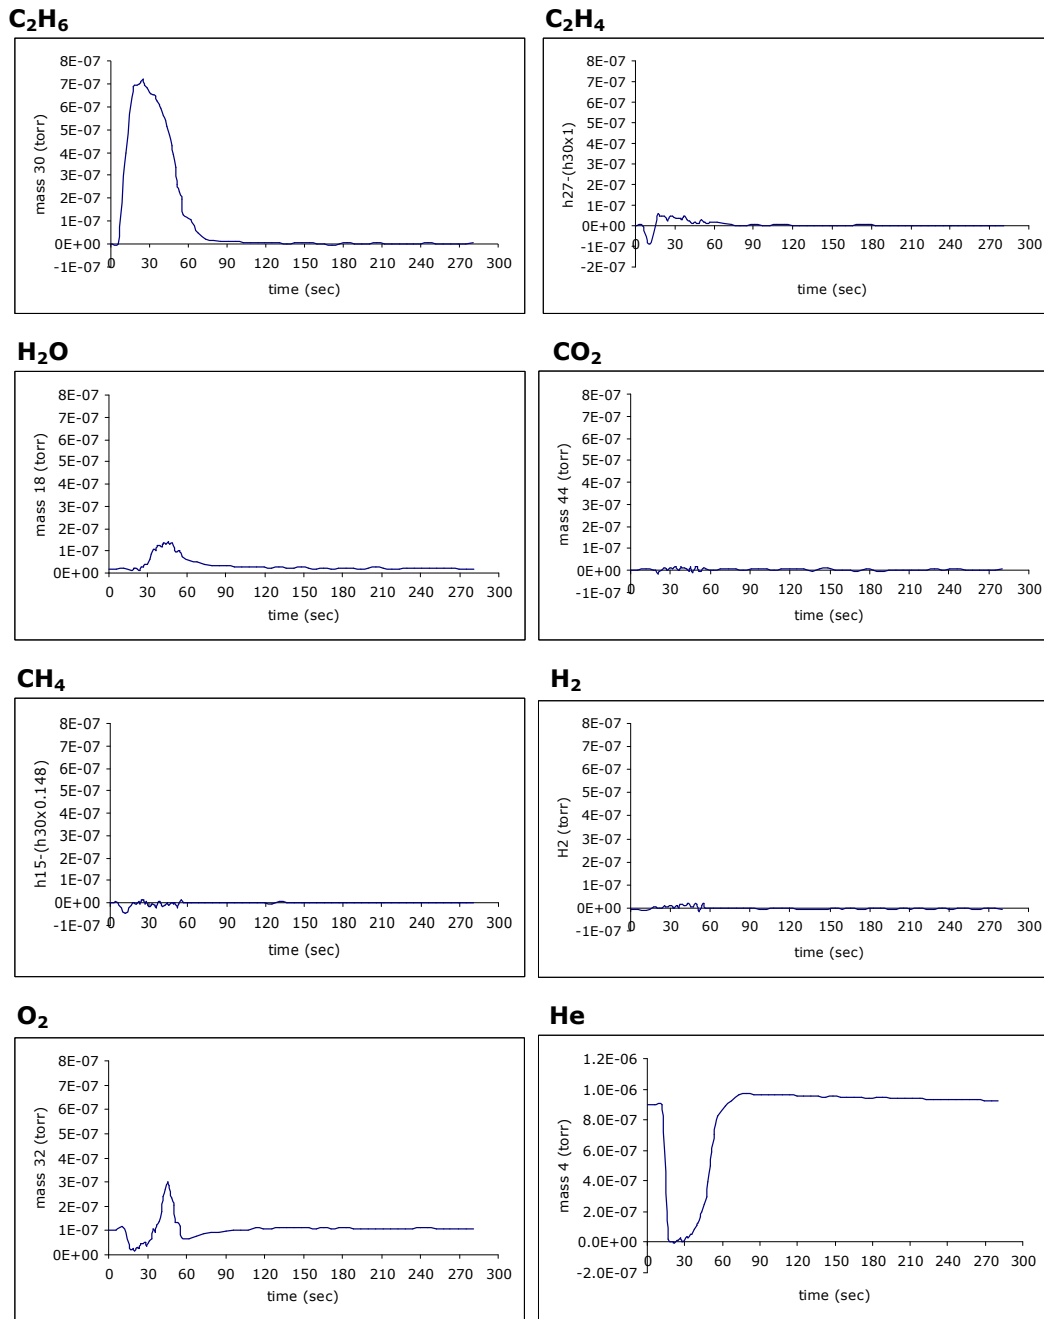 C₂H₆
C₂H₄
8E-07
7E-07
6E-07
5E-07
4E-07
3E-07
2E-07
1E-07
0E+00
-1E-07
mass 30 (torr)
0 30 60 90 120 150 180 210 240 270 300
time (sec)
8E-07
7E-07
6E-07
5E-07
4E-07
3E-07
2E-07
1E-07
0E+00
-1E-07
-2E-07
h27-(h30x1)
0 30 60 90 120 150 180 210 240 270 300
time (sec)
H₂O
CO₂
8E-07
7E-07
6E-07
5E-07
4E-07
3E-07
2E-07
1E-07
0E+00
mass 18 (torr)
0 30 60 90 120 150 180 210 240 270 300
time (sec)
8E-07
7E-07
6E-07
5E-07
4E-07
3E-07
2E-07
1E-07
0E+00
-1E-07
mass 44 (torr)
0 30 60 90 120 150 180 210 240 270 300
time (sec)
CH₄
H₂
8E-07
7E-07
6E-07
5E-07
4E-07
3E-07
2E-07
1E-07
0E+00
-1E-07
h15-(h30x0.148)
0 30 60 90 120 150 180 210 240 270 300
time (sec)
8E-07
7E-07
6E-07
5E-07
4E-07
3E-07
2E-07
1E-07
0E+00
-1E-07
H2 (torr)
0 30 60 90 120 150 180 210 240 270 300
time (sec)
O₂
He
8E-07
7E-07
6E-07
5E-07
4E-07
3E-07
2E-07
1E-07
0E+00
mass 32 (torr)
0 30 60 90 120 150 180 210 240 270 300
time (sec)
1.2E-06
1.0E-06
8.0E-07
6.0E-07
4.0E-07
2.0E-07
0.0E+00
-2.0E-07
mass 4 (torr)
0 30 60 90 120 150 180 210 240 270 300
time (sec)